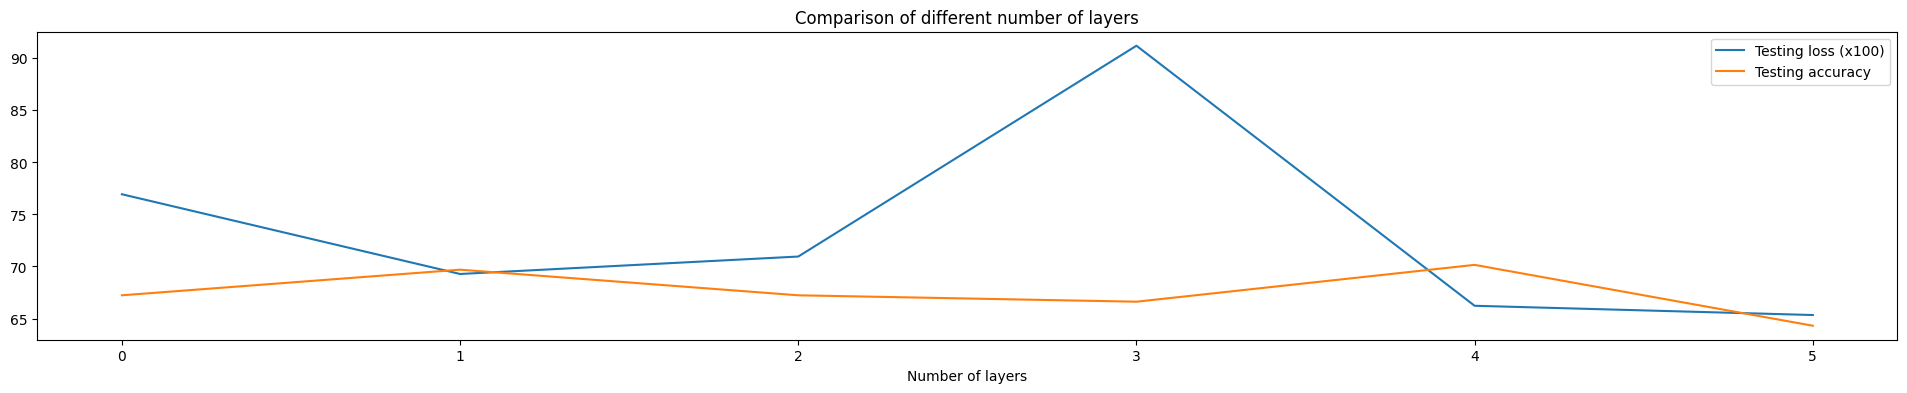 Comparison of different number of layers
Testing loss (x100)
Testing accuracy
90
85
80
75
70
65
0 1 2 3 4 5
Number of layers